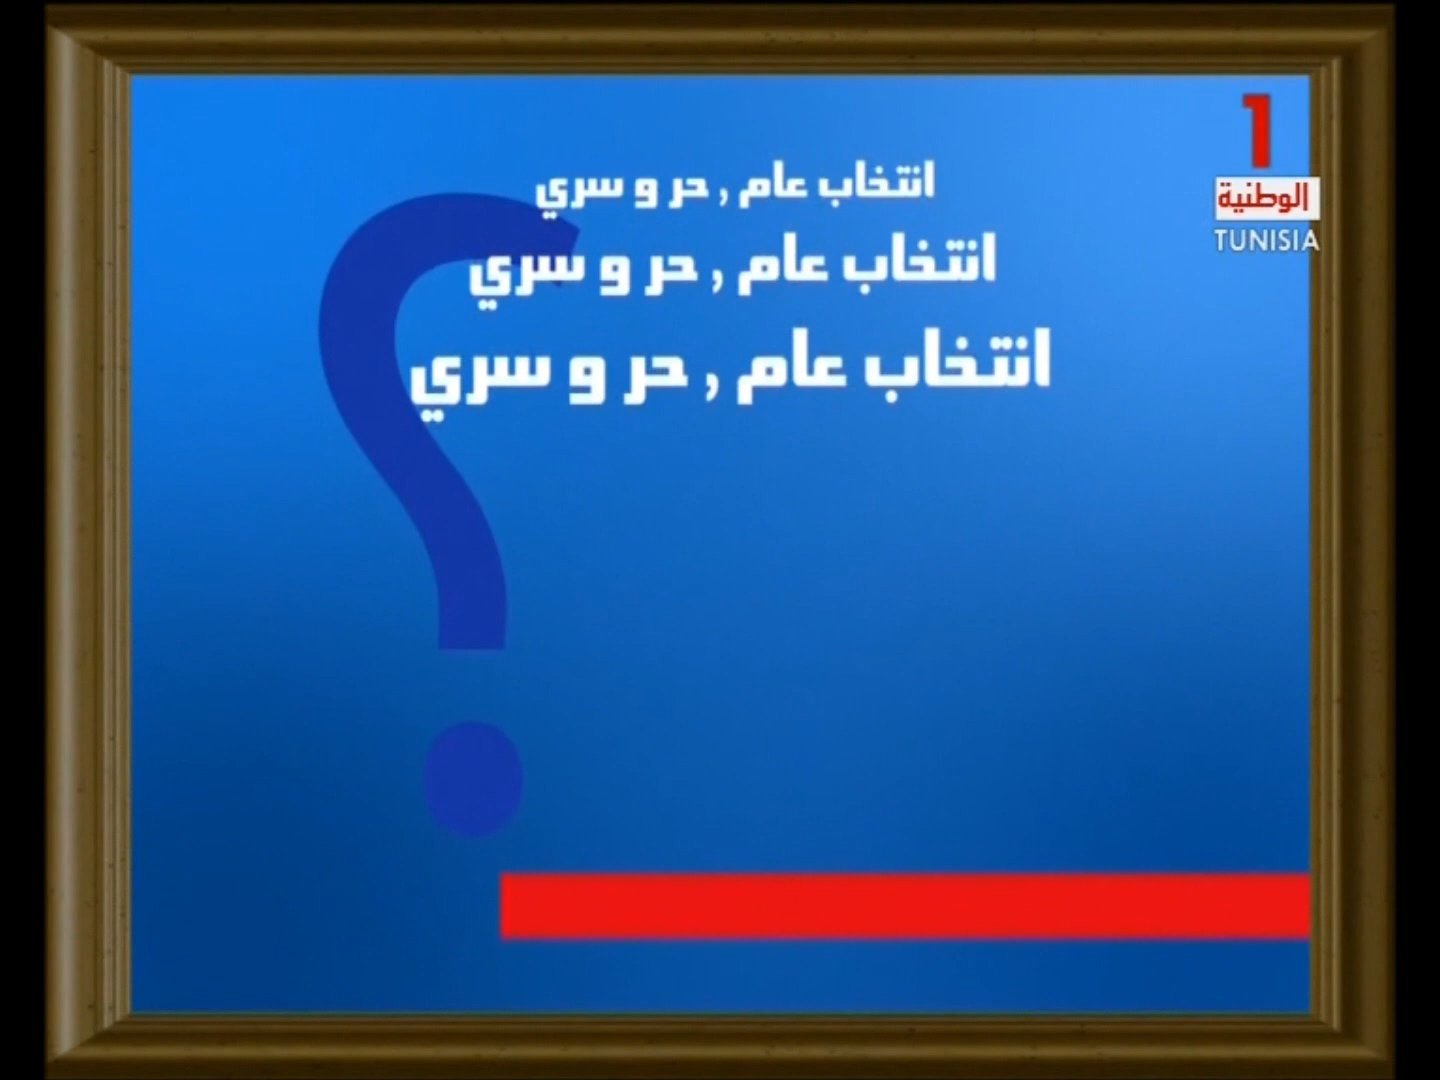 1
الوطنية
TUNISIA
انتخاب عام , حر و سري
انتخاب عام , حر و سري
انتخاب عام , حر و سري
؟